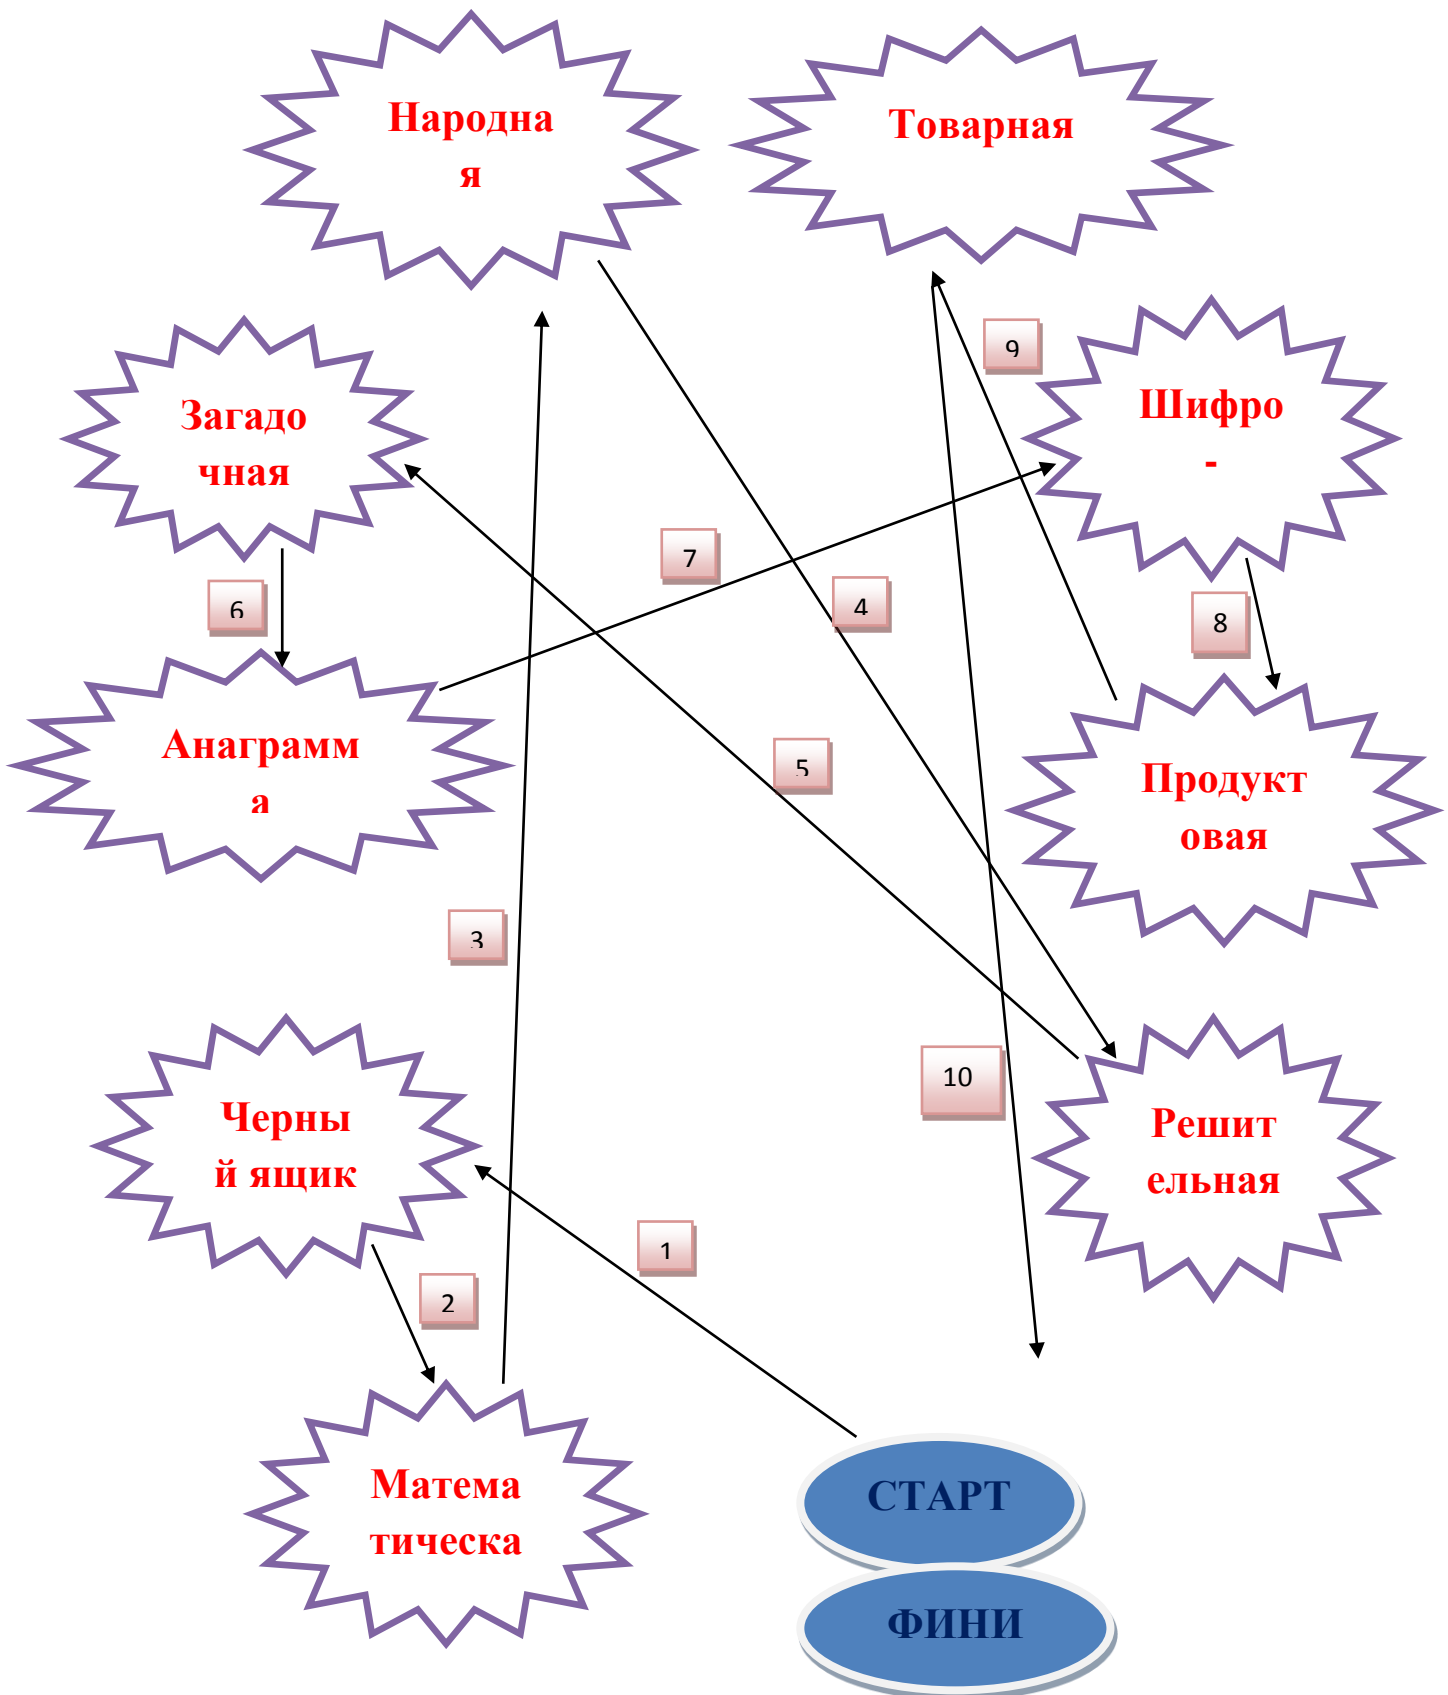 Народна
я
Товарная
9
Загадо
чная
Шифро
-
7
4
6
8
Анаграмм
а
5
Продукт
овая
3
10
Черны
й ящик
Решит
ельная
1
2
Матема
тическа
СТАРТ
ФИНИ